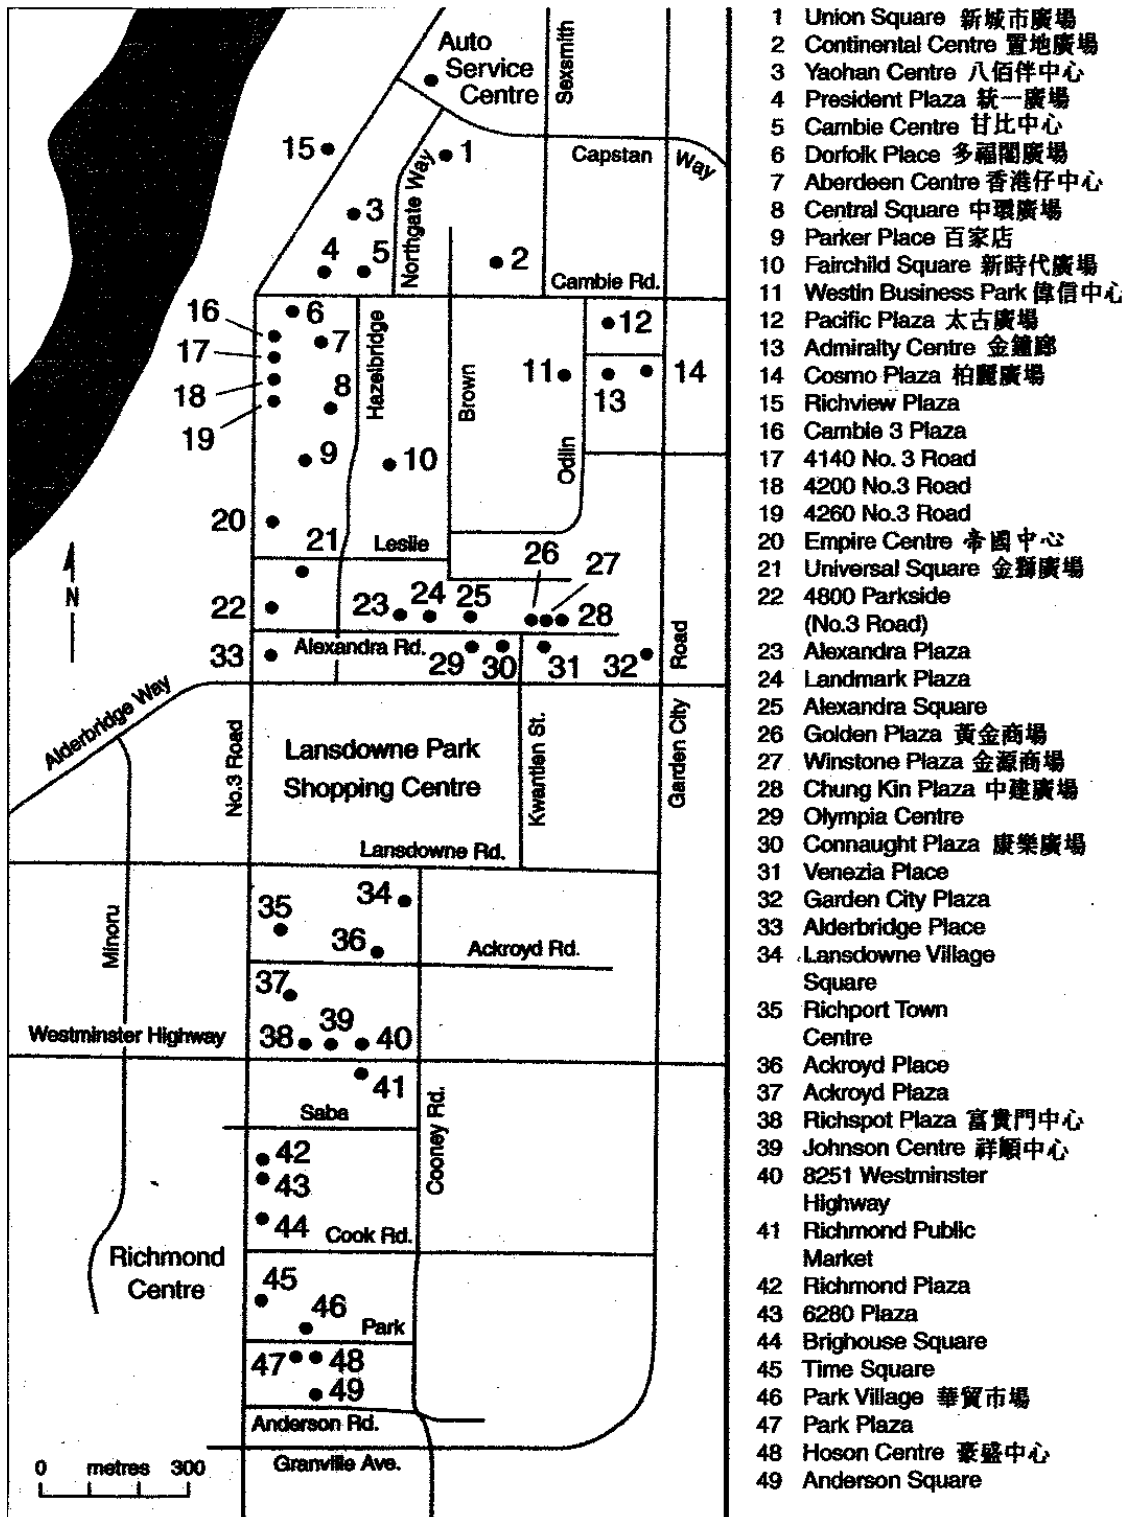 Auto
Service
Centre
Sexsmith
15
1
Capstan
Way
Northgate Way
3
4
5
2
Cambie Rd.
6
16
7
12
17
Hazelbridge
18
8
Brown
11
13
14
19
9
10
Odlin
20
21
Leslie
26
27
N
22
23
24
25
28
33
Alexandra Rd.
29
30
31
32
Road
Alderbridge Way
No.3 Road
Lansdowne Park
Shopping Centre
Kwantlen St.
Garden City
Lansdowne Rd.
Minoru
35
34
36
Ackroyd Rd.
37
Westminster Highway
38
39
40
41
Saba
Cooney Rd.
42
43
44
Cook Rd.
Richmond
Centre
45
46
Park
47
48
49
Anderson Rd.
Granville Ave.
0 metres 300
1 Union Square 新城市廣場
2 Continental Centre 置地廣場
3 Yaohan Centre 八佰伴中心
4 President Plaza 統一廣場
5 Cambie Centre 甘比中心
6 Dorfolk Place 多福閣廣場
7 Aberdeen Centre 香港仔中心
8 Central Square 中環廣場
9 Parker Place 百家店
10 Fairchild Square 新時代廣場
11 Westin Business Park 偉信中心
12 Pacific Plaza 太古廣場
13 Admiralty Centre 金鐘廊
14 Cosmo Plaza 柏麗廣場
15 Richview Plaza
16 Cambie 3 Plaza
17 4140 No. 3 Road
18 4200 No.3 Road
19 4260 No.3 Road
20 Empire Centre 帝國中心
21 Universal Square 金獅廣場
22 4800 Parkside
(No.3 Road)
23 Alexandra Plaza
24 Landmark Plaza
25 Alexandra Square
26 Golden Plaza 黃金商場
27 Winstone Plaza 金源商場
28 Chung Kin Plaza 中建廣場
29 Olympia Centre
30 Connaught Plaza 康樂廣場
31 Venezia Place
32 Garden City Plaza
33 Alderbridge Place
34 Lansdowne Village
Square
35 Richport Town
Centre
36 Ackroyd Place
37 Ackroyd Plaza
38 Richspot Plaza 富貴門中心
39 Johnson Centre 祥順中心
40 8251 Westminster
Highway
41 Richmond Public
Market
42 Richmond Plaza
43 6280 Plaza
44 Brighouse Square
45 Time Square
46 Park Village 華貿市場
47 Park Plaza
48 Hoson Centre 豪盛中心
49 Anderson Square